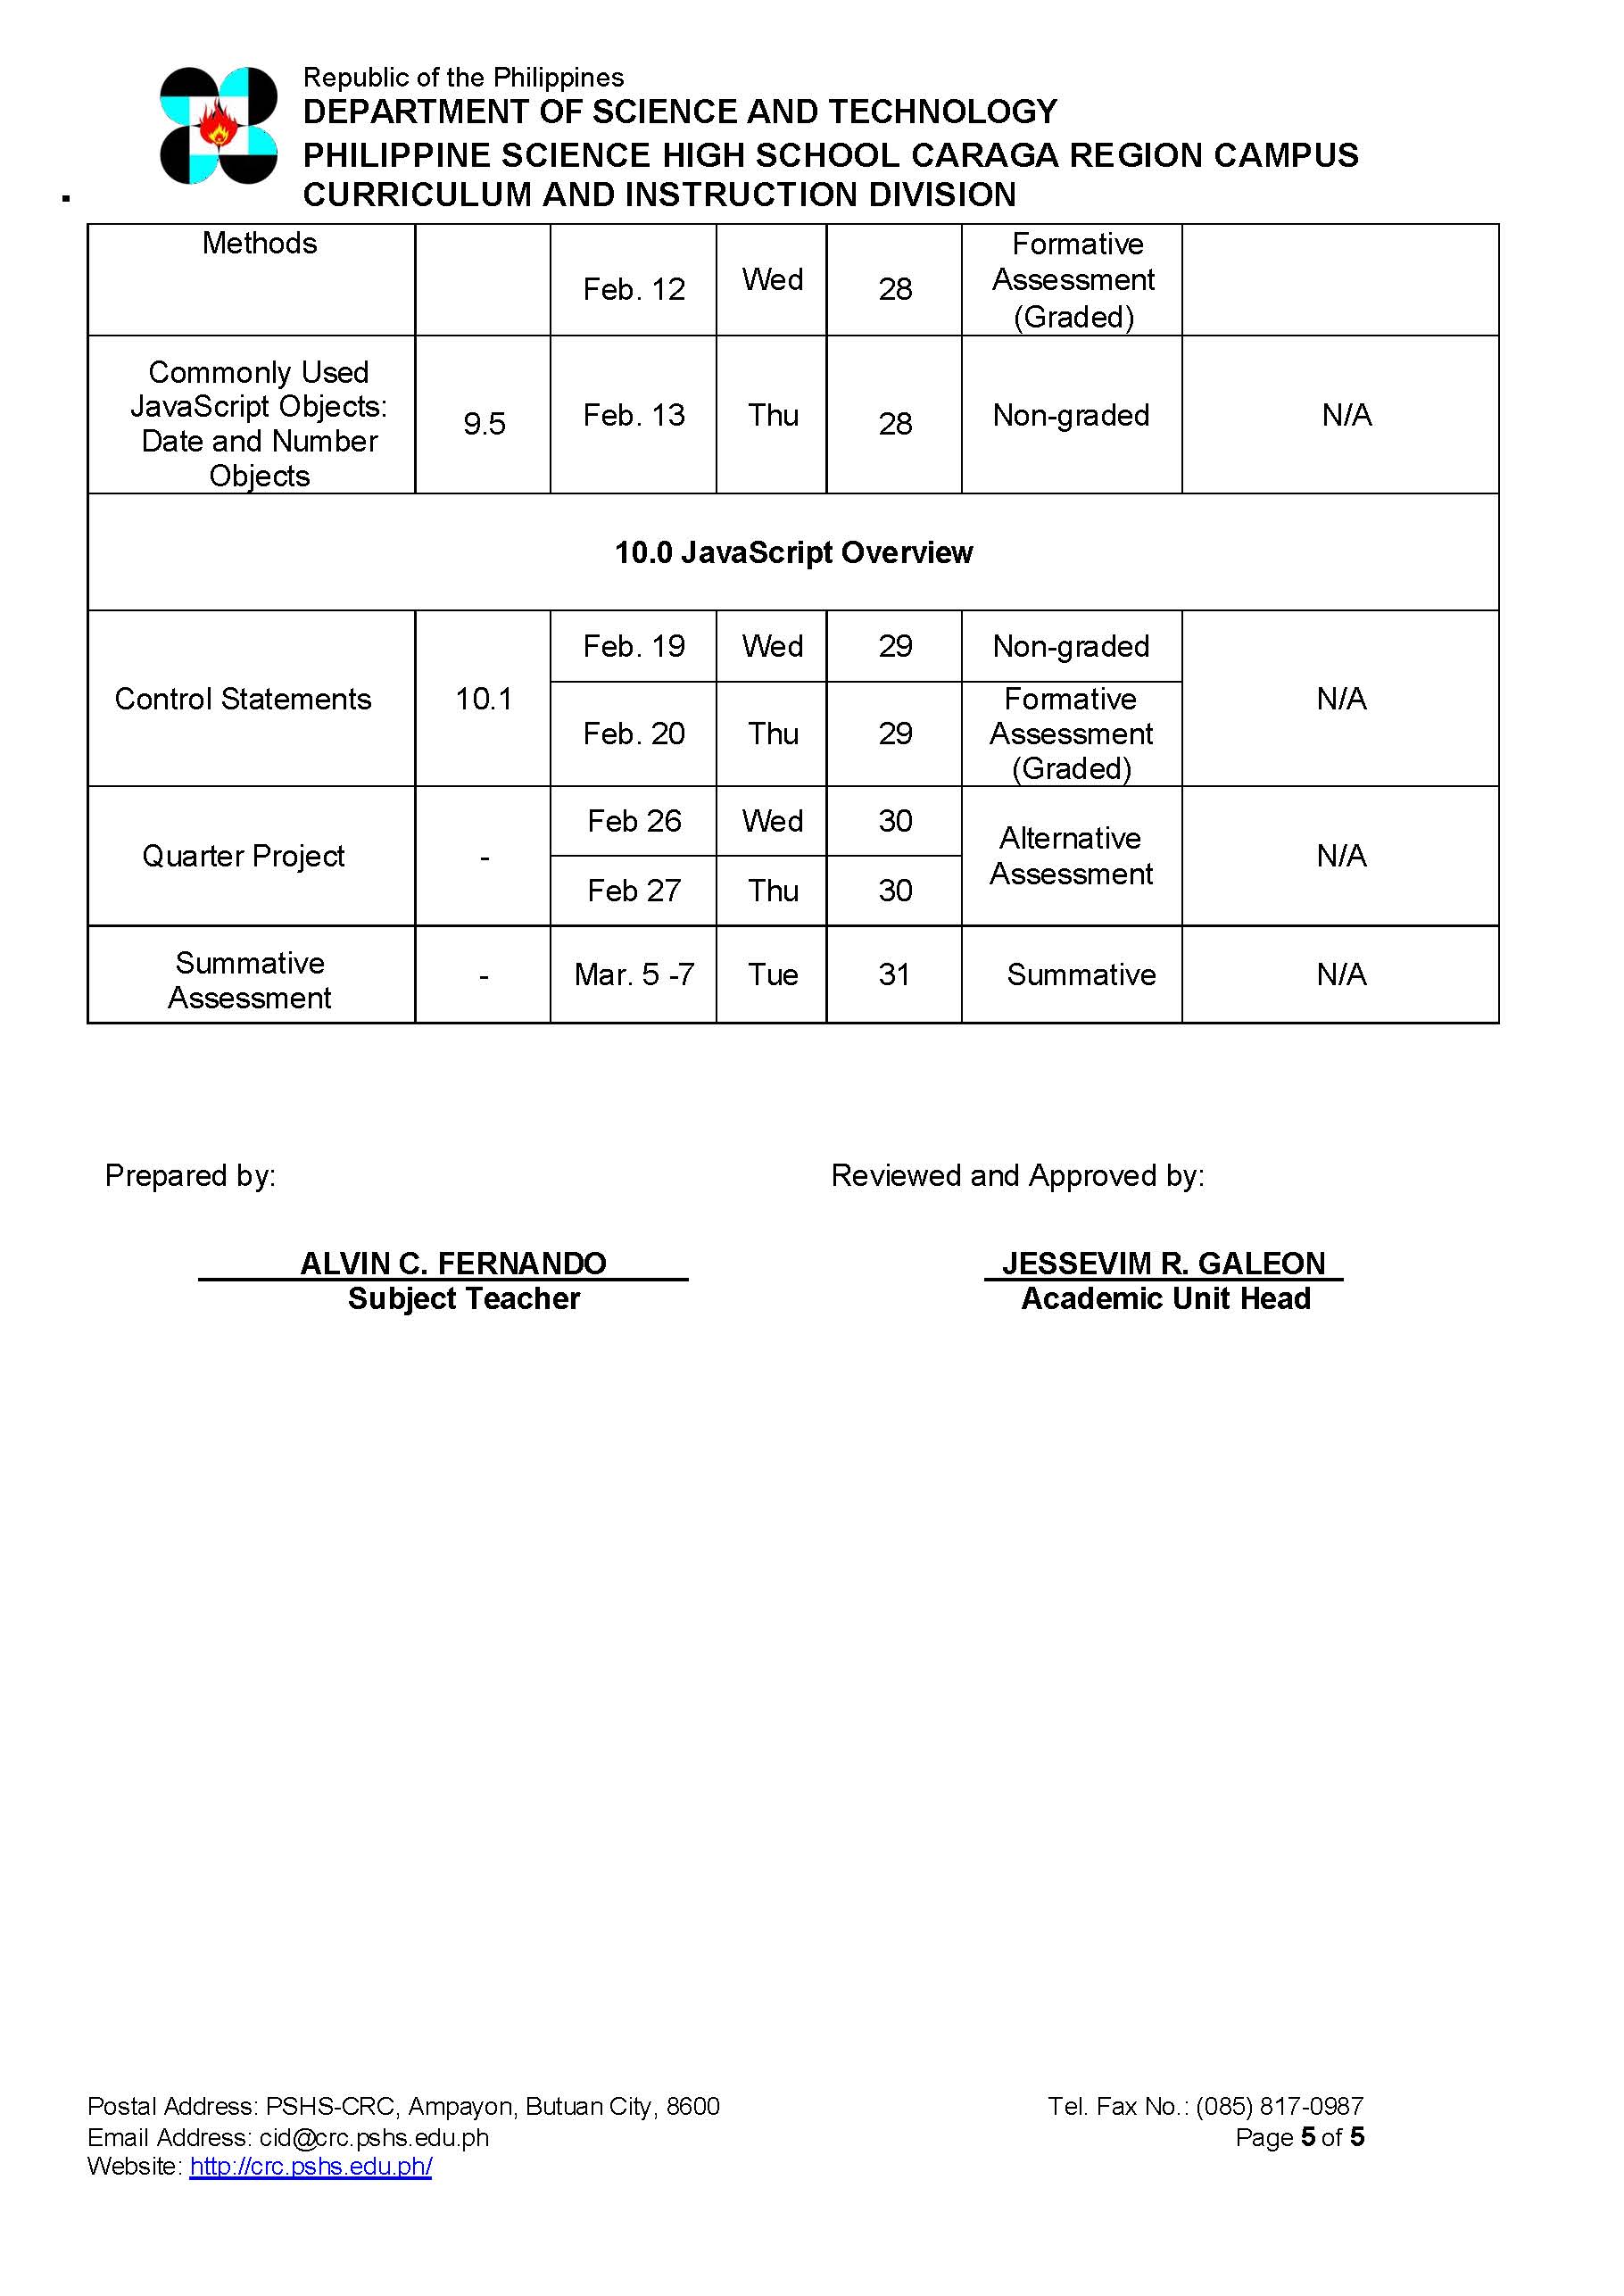 Republic of the Philippines
DEPARTMENT OF SCIENCE AND TECHNOLOGY
PHILIPPINE SCIENCE HIGH SCHOOL CARAGA REGION CAMPUS
CURRICULUM AND INSTRUCTION DIVISION
Methods
Feb. 12
Wed
28
Formative
Assessment
(Graded)
Commonly Used
JavaScript Objects:
Date and Number
Objects
9.5
Feb. 13
Thu
28
Non-graded
N/A
10.0 JavaScript Overview
Control Statements
10.1
Feb. 19
Wed
29
Non-graded
Feb. 20
Thu
29
Formative
Assessment
(Graded)
N/A
Quarter Project
-
Feb 26
Wed
30
Feb 27
Thu
30
Alternative
Assessment
N/A
Summative
Assessment
-
Mar. 5 -7
Tue
31
Summative
N/A
Prepared by:
Reviewed and Approved by:
ALVIN C. FERNANDO
Subject Teacher
JESSEVIM R. GALEON
Academic Unit Head
Postal Address: PSHS-CRC, Ampayon, Butuan City, 8600
Tel. Fax No.: (085) 817-0987
Email Address: cid@crc.pshs.edu.ph
Page 5 of 5
Website: http://crc.pshs.edu.ph/